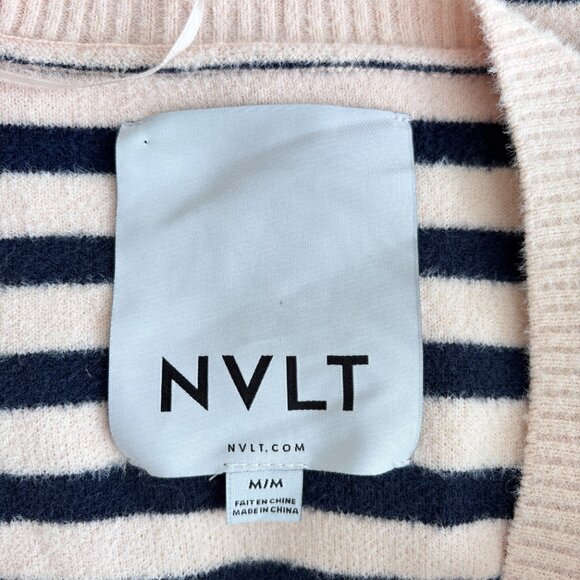 NVLT
NVLT.COM
M/M
FAIT EN CHINE
MADE IN CHINA